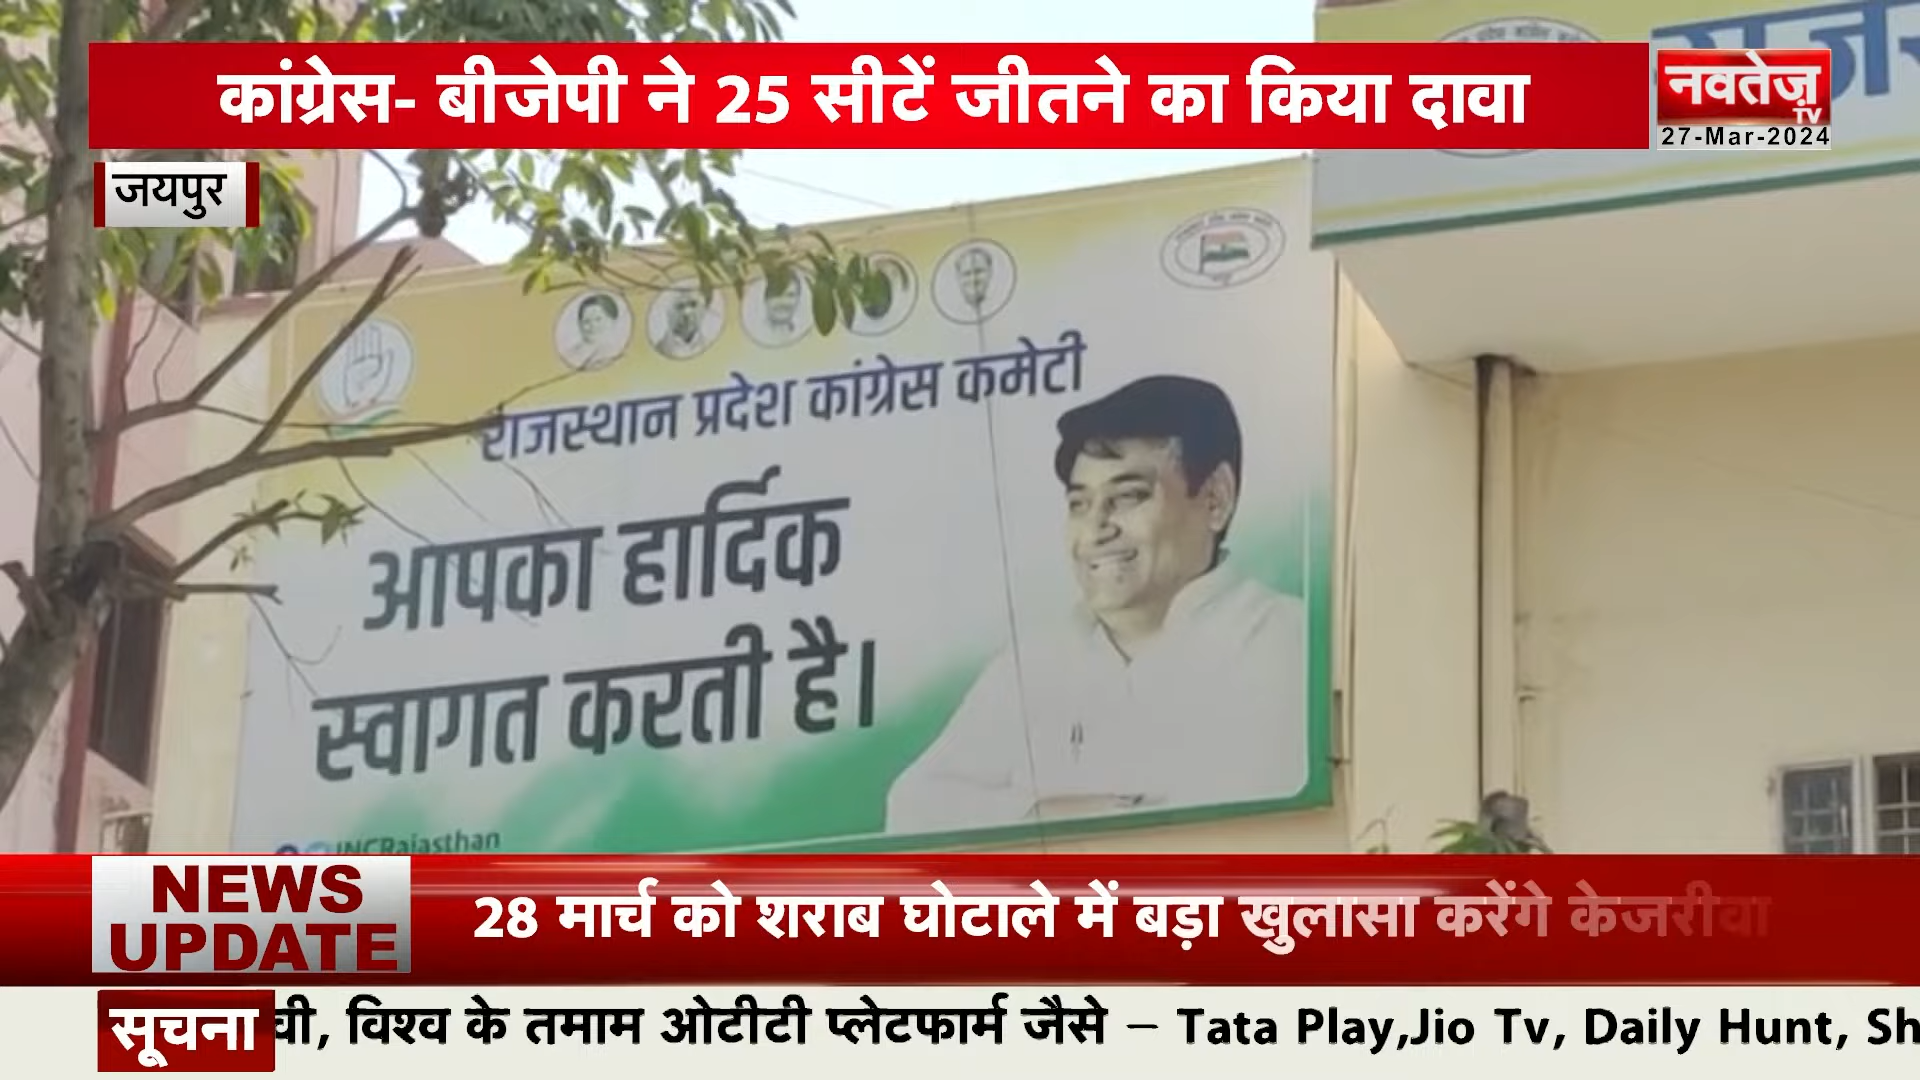 कांग्रेस- बीजेपी ने 25 सीटें जीतने का किया दावा
नवतेज़
TV
27-Mar-2024
जयपुर
राजस्थान प्रदेश कांग्रेस कमेटी
आपका हार्दिक
स्वागत करती है।
INCRajasthan
NEWS
UPDATE
28 मार्च को शराब घोटाले में बड़ा खुलासा करेंगे केजरीवा
सूचना
वी, विश्व के तमाम ओटीटी प्लेटफार्म जैसे – Tata Play,Jio Tv, Daily Hunt, Sh